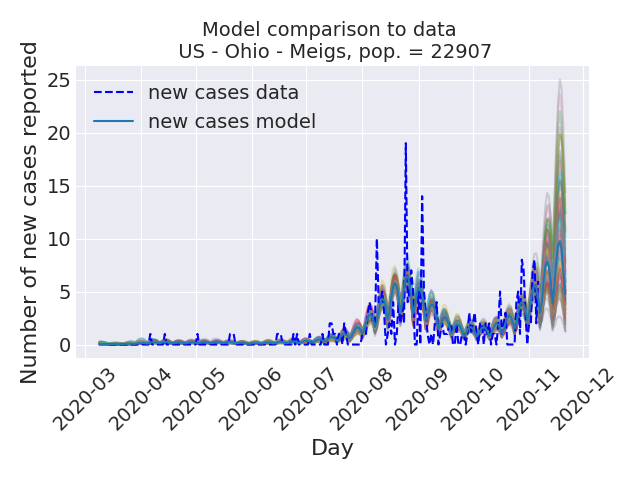 Model comparison to data
US - Ohio - Meigs, pop. = 22907
new cases data
new cases model
Number of new cases reported
25
20
15
10
5
0
2020-03
2020-04
2020-05
2020-06
2020-07
2020-08
2020-09
2020-10
2020-11
2020-12
Day